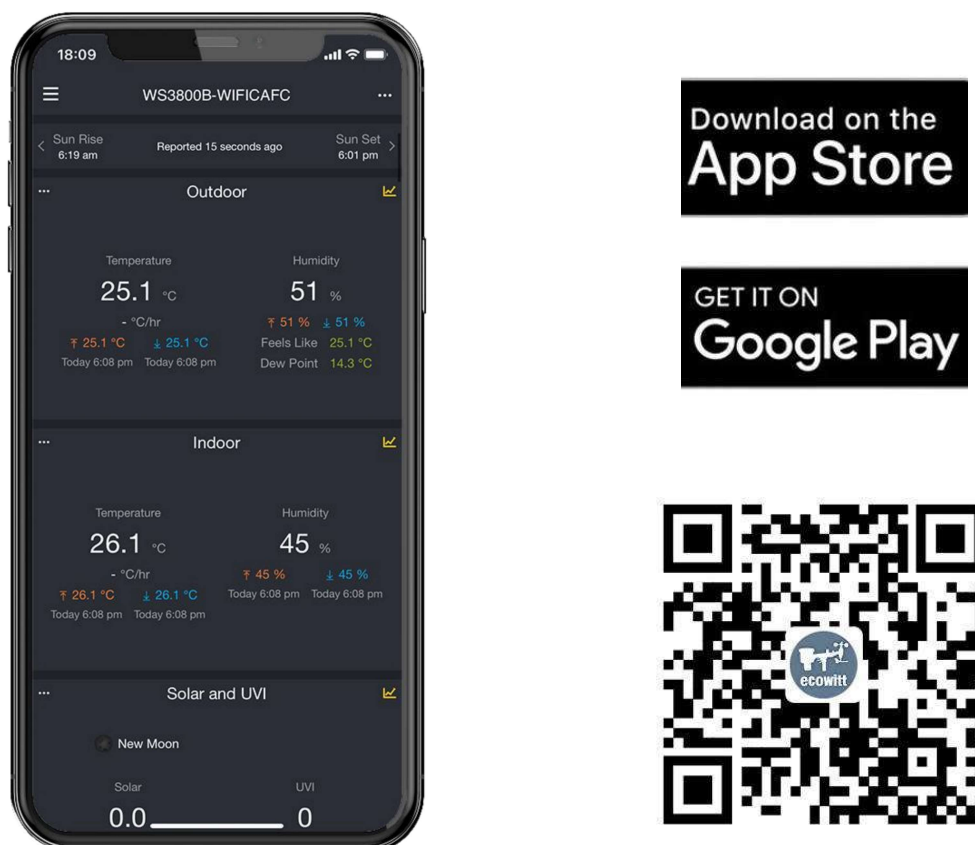 18:09
WS3800B-WIFICAFC
Sun Rise
6:19 am
Reported 15 seconds ago
Sun Set
6:01 pm
Outdoor
Temperature
Humidity
25.1 °C
51 %
- °C/hr
51 % 51 %
25.1 °C 25.1 °C
Feels Like 25.1 °C
Today 6:08 pm Today 6:08 pm
Dew Point 14.3 °C
Indoor
Temperature
Humidity
26.1 °C
45 %
- °C/hr
45 % 45 %
26.1 °C 26.1 °C
Today 6:08 pm Today 6:08 pm
Today 6:08 pm Today 6:08 pm
Solar and UVI
New Moon
Solar
UVI
0.0
0
Download on the
App Store
GET IT ON
Google Play
ecowitt